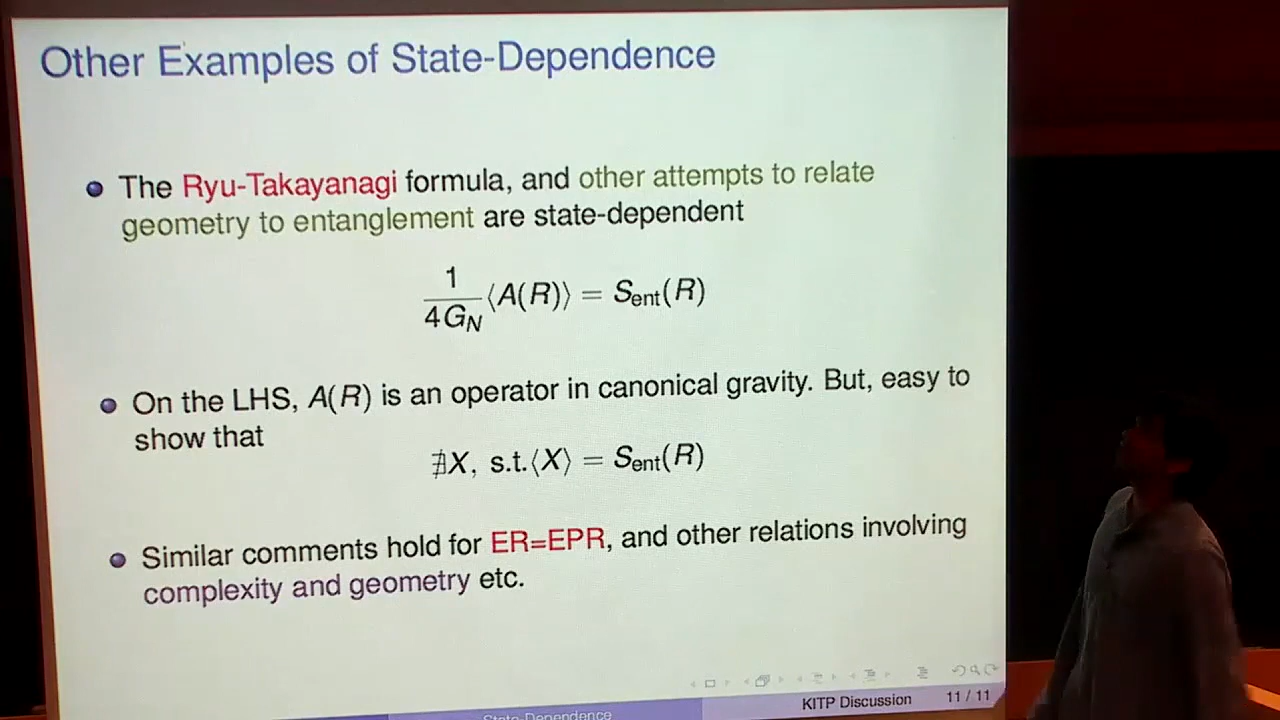 Other Examples of State-Dependence
The Ryu-Takayanagi formula, and other attempts to relate
geometry to entanglement are state-dependent
1/4G_N ⟨A(R)⟩ = S_ent(R)
On the LHS, A(R) is an operator in canonical gravity. But, easy to
show that
∄X, s.t.⟨X⟩ = S_ent(R)
Similar comments hold for ER=EPR, and other relations involving
complexity and geometry etc.
State-Dependence
KITP Discussion
11 / 11